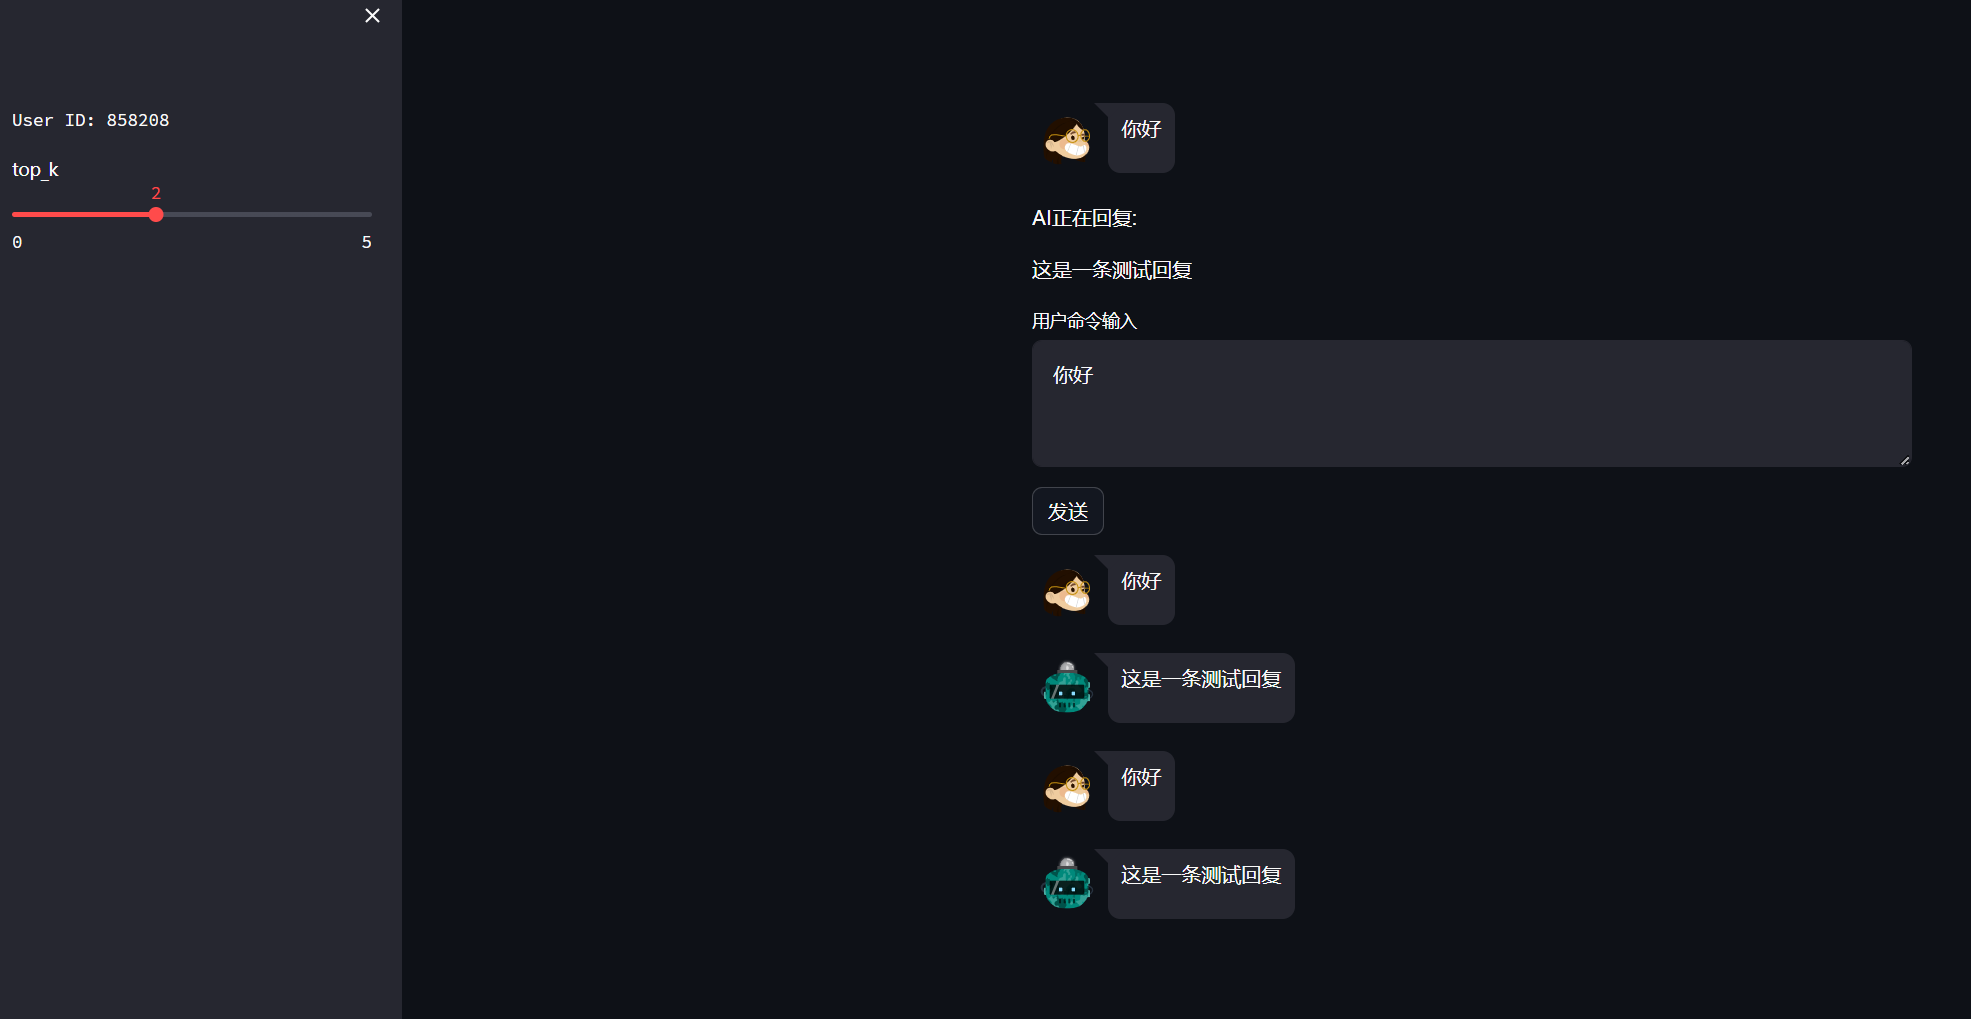 User ID: 858208
top_k
2
0
5
你好
AI正在回复:
这是一条测试回复
用户命令输入
你好
发送
你好
这是一条测试回复
你好
这是一条测试回复